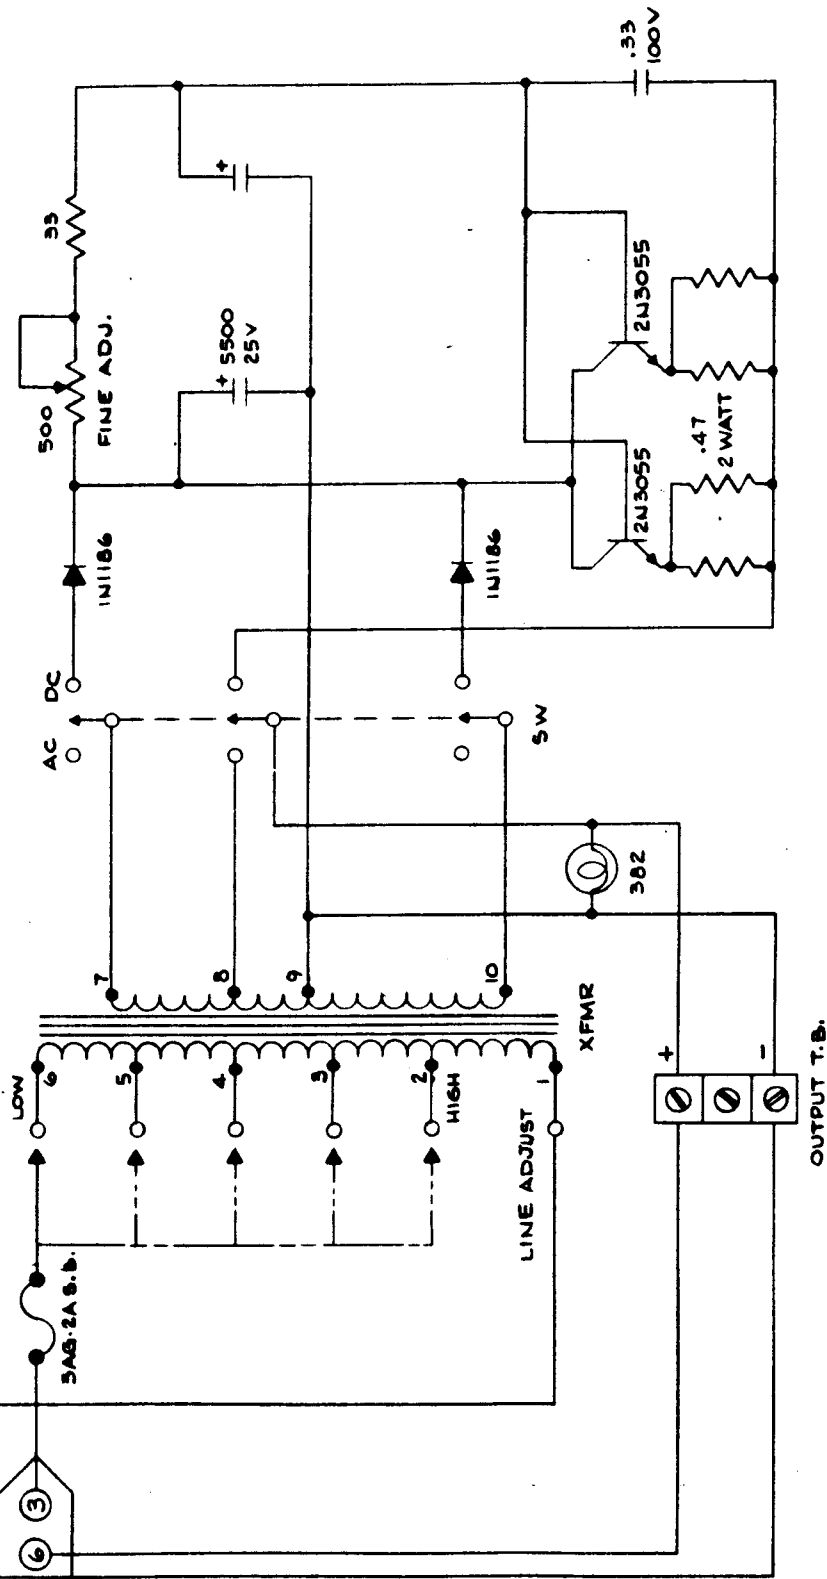 3
6
3AG-2A S.B.
LOW
6
5
4
3
2
HIGH
1
LINE ADJUST
XFMR
7
8
9
10
AC
DC
SW
382
+
-
OUTPUT T.B.
1N1186
1N1186
500
FINE ADJ.
33
+
5500
25V
+
2N3055
2N3055
.47
2 WATT
.33
100V